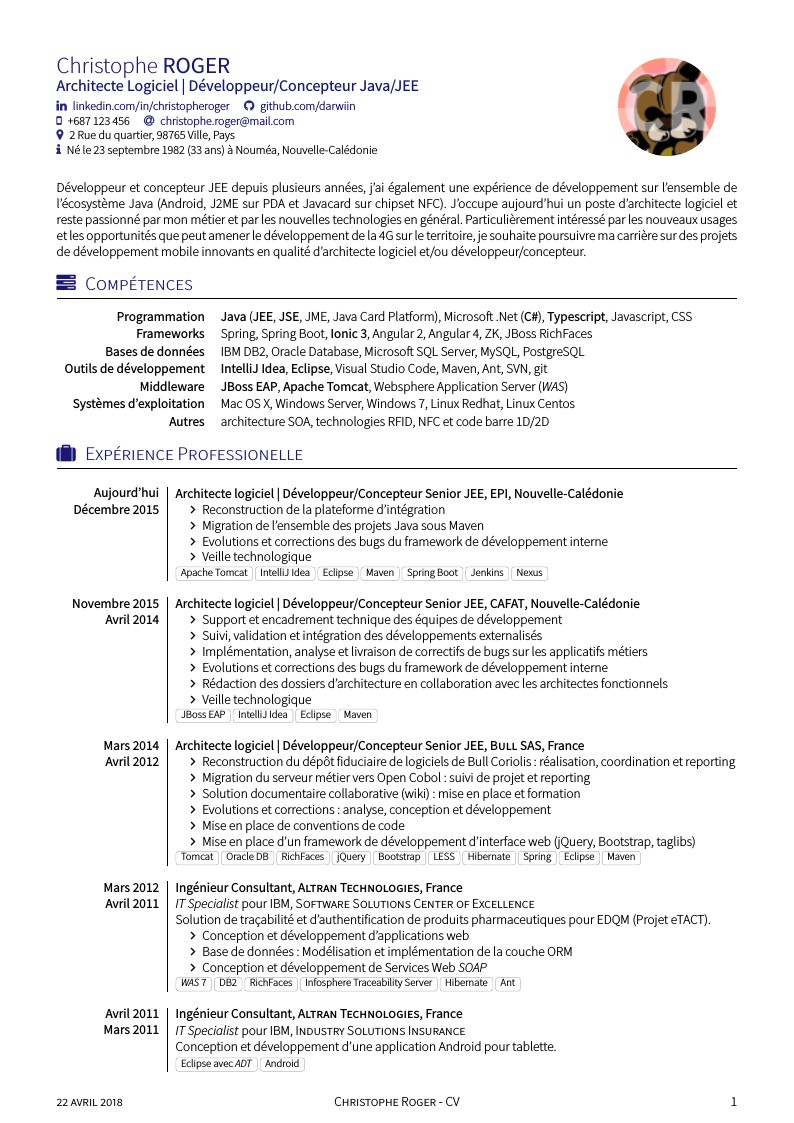 Christophe ROGER
Architecte Logiciel | Développeur/Concepteur Java/JEE
linkedin.com/in/christopheroger github.com/darwiin
+687 123 456 christophe.roger@mail.com
2 Rue du quartier, 98765 Ville, Pays
Né le 23 septembre 1982 (33 ans) à Nouméa, Nouvelle-Calédonie
CR
Développeur et concepteur JEE depuis plusieurs années, j'ai également une expérience de développement sur l'ensemble de
l'écosystème Java (Android, J2ME sur PDA et Javacard sur chipset NFC). J'occupe aujourd'hui un poste d'architecte logiciel et
reste passionné par mon métier et par les nouvelles technologies en général. Particulièrement intéressé par les nouveaux usages
et les opportunités que peut amener le développement de la 4G sur le territoire, je souhaite poursuivre ma carrière sur des projets
de développement mobile innovants en qualité d'architecte logiciel et/ou développeur/concepteur.
Compétences
Programmation Java (JEE, JSE, JME, Java Card Platform), Microsoft .Net (C#), Typescript, Javascript, CSS
Frameworks Spring, Spring Boot, Ionic 3, Angular 2, Angular 4, ZK, JBoss RichFaces
Bases de données IBM DB2, Oracle Database, Microsoft SQL Server, MySQL, PostgreSQL
Outils de développement IntelliJ Idea, Eclipse, Visual Studio Code, Maven, Ant, SVN, git
Middleware JBoss EAP, Apache Tomcat, Websphere Application Server (WAS)
Systèmes d'exploitation Mac OS X, Windows Server, Windows 7, Linux Redhat, Linux Centos
Autres architecture SOA, technologies RFID, NFC et code barre 1D/2D
Expérience Professionelle
Aujourd'hui Architecte logiciel | Développeur/Concepteur Senior JEE, EPI, Nouvelle-Calédonie
Décembre 2015 Reconstruction de la plateforme d'intégration
Migration de l'ensemble des projets Java sous Maven
Evolutions et corrections des bugs du framework de développement interne
Veille technologique
Apache Tomcat IntelliJ Idea Eclipse Maven Spring Boot Jenkins Nexus
Novembre 2015 Architecte logiciel | Développeur/Concepteur Senior JEE, CAFAT, Nouvelle-Calédonie
Avril 2014 Support et encadrement technique des équipes de développement
Suivi, validation et intégration des développements externalisés
Implémentation, analyse et livraison de correctifs de bugs sur les applicatifs métiers
Evolutions et corrections des bugs du framework de développement interne
Rédaction des dossiers d'architecture en collaboration avec les architectes fonctionnels
Veille technologique
JBoss EAP IntelliJ Idea Eclipse Maven
Mars 2014 Architecte logiciel | Développeur/Concepteur Senior JEE, Bull SAS, France
Avril 2012 Reconstruction du dépôt fiduciaire de logiciels de Bull Coriolis : réalisation, coordination et reporting
Migration du serveur métier vers Open Cobol : suivi de projet et reporting
Solution documentaire collaborative (wiki) : mise en place et formation
Evolutions et corrections : analyse, conception et développement
Mise en place de conventions de code
Mise en place d'un framework de développement d'interface web (jQuery, Bootstrap, taglibs)
Tomcat Oracle DB RichFaces jQuery Bootstrap LESS Hibernate Spring Eclipse Maven
Mars 2012 Ingénieur Consultant, Altran Technologies, France
Avril 2011 IT Specialist pour IBM, Software Solutions Center of Excellence
Solution de traçabilité et d'authentification de produits pharmaceutiques pour EDQM (Projet eTACT).
Conception et développement d'applications web
Base de données : Modélisation et implémentation de la couche ORM
Conception et développement de Services Web SOAP
WAS 7 DB2 RichFaces Infosphere Traceability Server Hibernate Ant
Avril 2011 Ingénieur Consultant, Altran Technologies, France
Mars 2011 IT Specialist pour IBM, Industry Solutions Insurance
Conception et développement d'une application Android pour tablette.
Eclipse avec ADT Android
22 avril 2018 Christophe Roger - CV 1